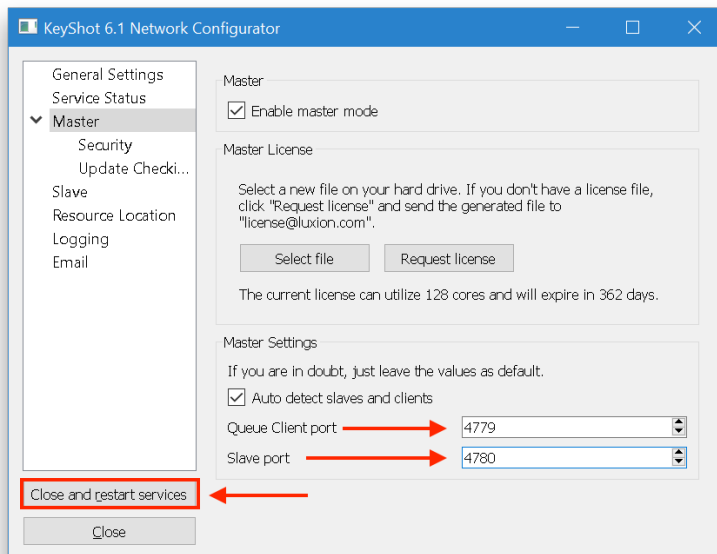 KeyShot 6.1 Network Configurator
General Settings
Service Status
Master
Security
Update Checki...
Slave
Resource Location
Logging
Email
Close and restart services
Close
Master
Enable master mode
Master License
Select a new file on your hard drive. If you don't have a license file,
click "Request license" and send the generated file to
"license@luxion.com".
Select file Request license
The current license can utilize 128 cores and will expire in 362 days.
Master Settings
If you are in doubt, just leave the values as default.
Auto detect slaves and clients
Queue Client port 4779
Slave port 4780